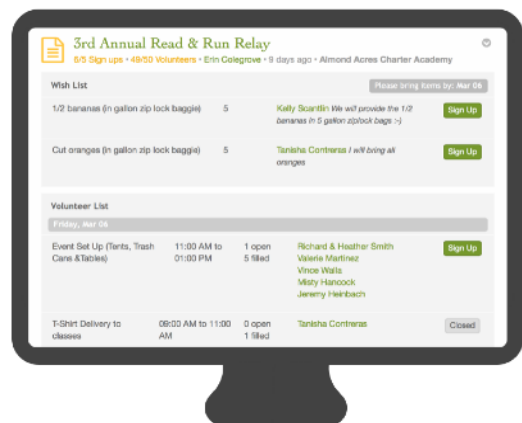 3rd Annual Read & Run Relay
5/5 Sign ups • 49/50 Volunteers • Erin Colegrove • 9 days ago • Almond Acres Charter Academy
Wish List
Please bring items by: Mar 06
1/2 bananas (in gallon zip lock baggie) 5 Kelly Scantlin We will provide the 1/2 Sign Up
bananas in 5 gallon ziplock bags :-)
Cut oranges (in gallon zip lock baggie) 5 Tanisha Contreras I will bring all Sign Up
oranges
Volunteer List
Friday, Mar 06
Event Set Up (Tents, Trash 11:00 AM to 1 open Richard & Heather Smith Sign Up
Cans &Tables) 01:00 PM 5 filled Valerie Martinez
Vince Walls
Misty Hancock
Jeremy Heinbach
T-Shirt Delivery to 09:00 AM to 11:00 0 open Tanisha Contreras Closed
classes AM 1 filled